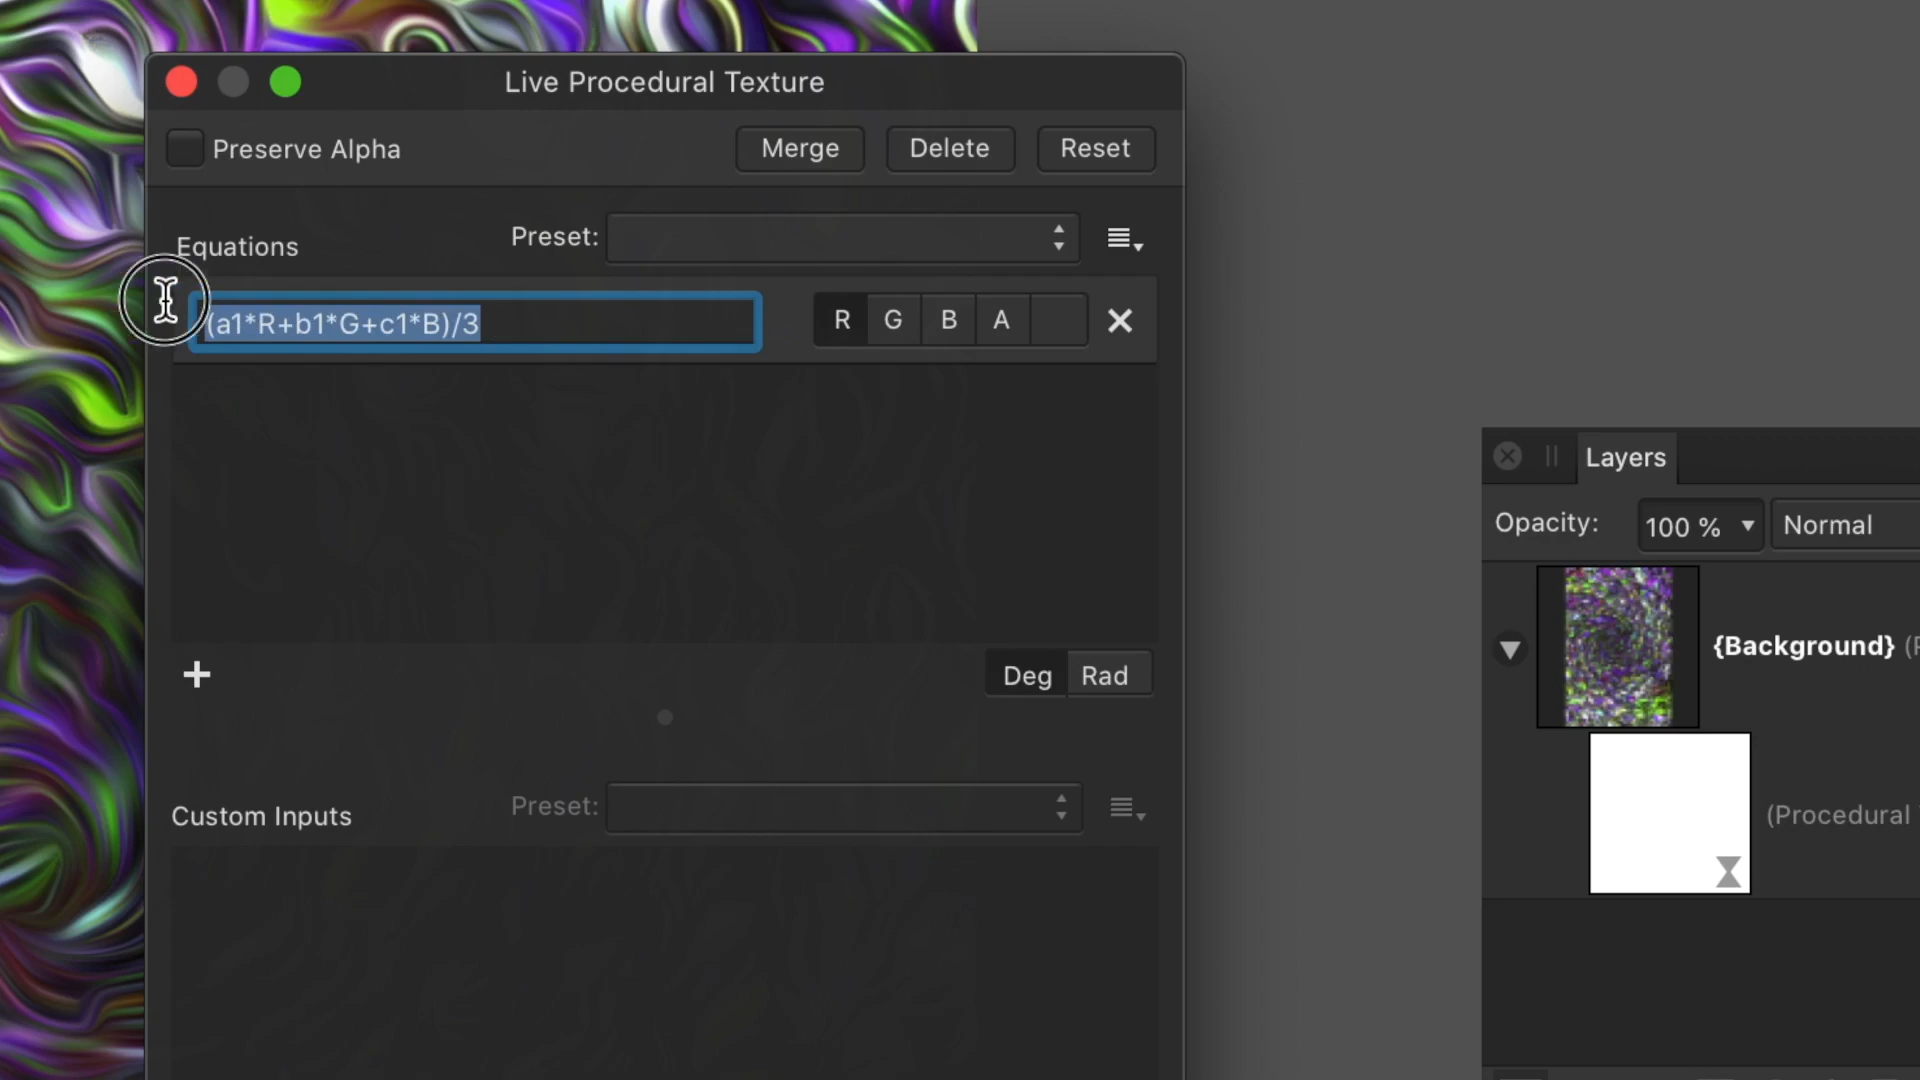 Live Procedural Texture
Preserve Alpha
Merge
Delete
Reset
Equations
Preset:
(a1*R+b1*G+c1*B)/3
R
G
B
A
Deg
Rad
Custom Inputs
Preset:
Layers
Opacity:
100 %
Normal
{Background}
(Procedural